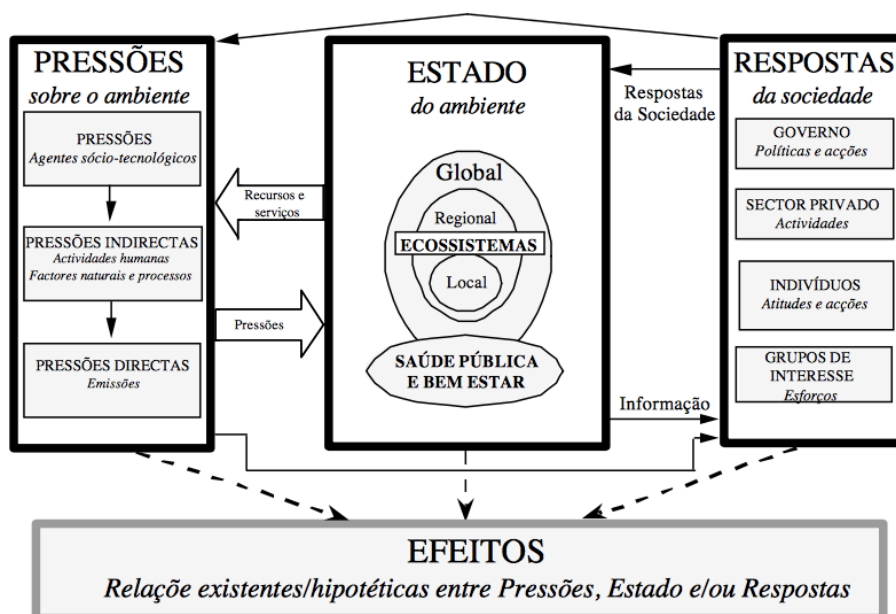 PRESSÕES
sobre o ambiente
PRESSÕES
Agentes sócio-tecnológicos
PRESSÕES INDIRECTAS
Actividades humanas
Factores naturais e processos
PRESSÕES DIRECTAS
Emissões
Recursos e
serviços
Pressões
ESTADO
do ambiente
Global
Regional
ECOSSISTEMAS
Local
SAÚDE PÚBLICA
E BEM ESTAR
Respostas
da Sociedade
Informação
RESPOSTAS
da sociedade
GOVERNO
Políticas e acções
SECTOR PRIVADO
Actividades
INDIVÍDUOS
Atitudes e acções
GRUPOS DE
INTERESSE
Esforços
EFEITOS
Relaçõe existentes/hipotéticas entre Pressões, Estado e/ou Respostas